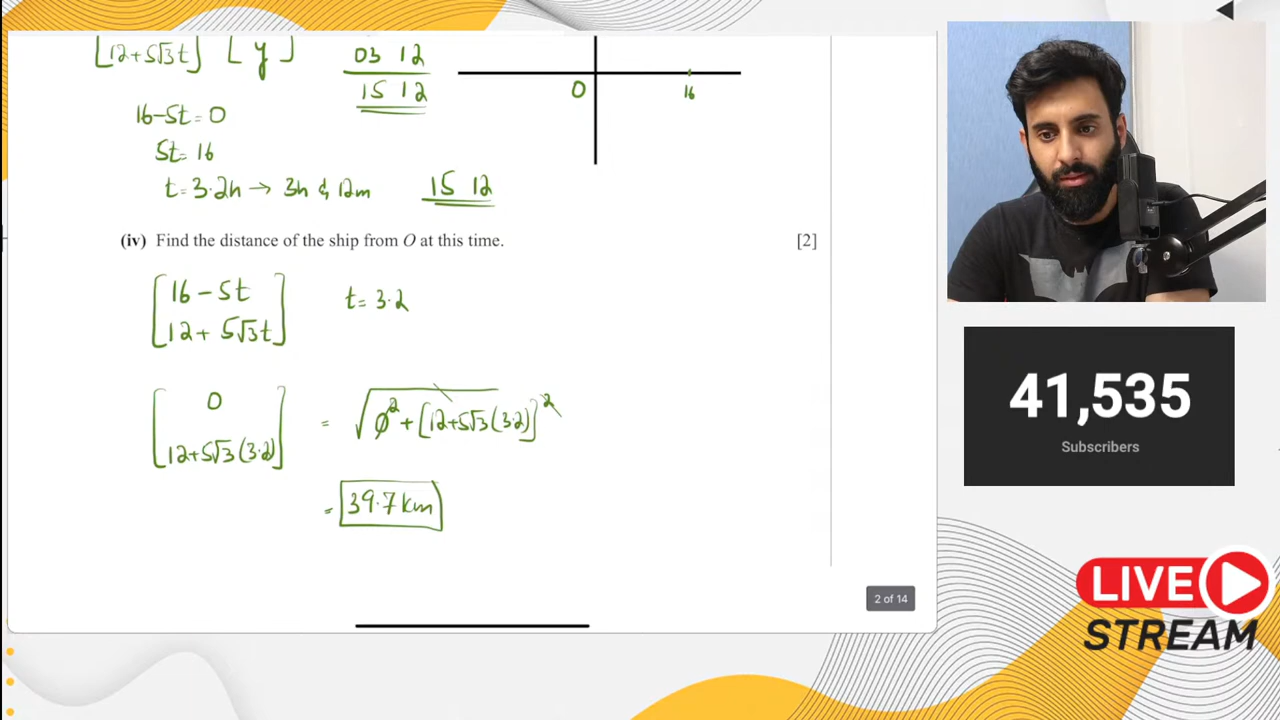 [12+5√3t] [y]
03 12
15 12
0
16
16-5t=0
5t=16
t=3·2h → 3h & 12m
15 12
(iv) Find the distance of the ship from O at this time. [2]
[16-5t
12+5√3t]
t=3·2
[0
12+5√3(3·2)]
= √0²+[12+5√3(3·2)]²
= 39·7km
2 of 14
41,535
Subscribers
LIVE
STREAM